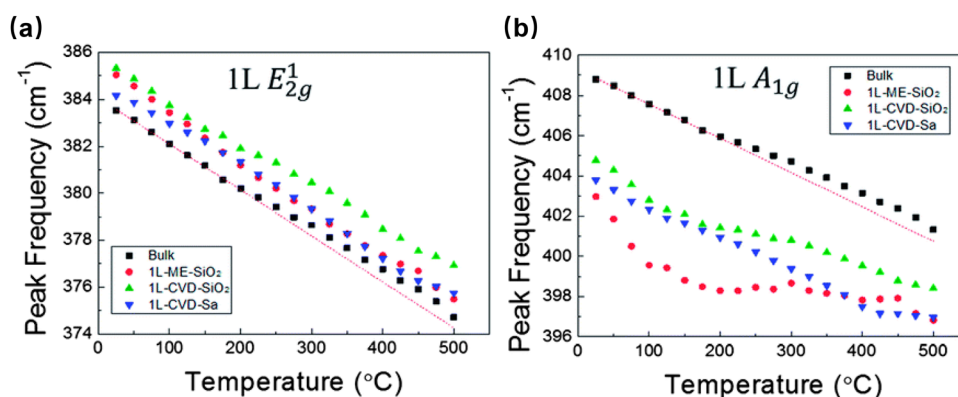 (a)
386
384
382
380
378
376
374
Peak Frequency (cm⁻¹)
1L E¹₂g
Bulk
1L-ME-SiO₂
1L-CVD-SiO₂
1L-CVD-Sa
0 100 200 300 400 500
Temperature (°C)
(b)
410
408
406
404
402
400
398
396
Peak Frequency (cm⁻¹)
1L A₁g
Bulk
1L-ME-SiO₂
1L-CVD-SiO₂
1L-CVD-Sa
0 100 200 300 400 500
Temperature (°C)